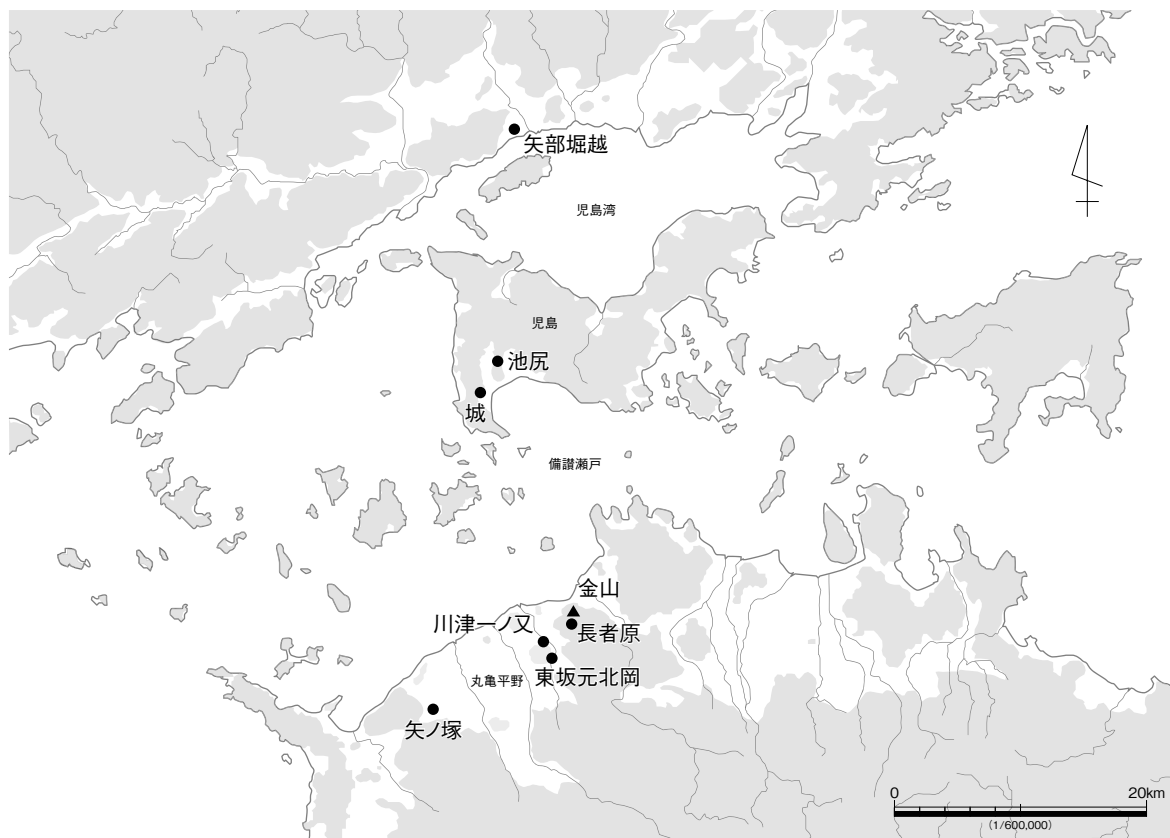 矢部堀越
児島湾
児島
池尻
城
備讃瀬戸
金山
川津一ノ又
長者原
丸亀平野
東坂元北岡
矢ノ塚
0
20km
(1/600,000)